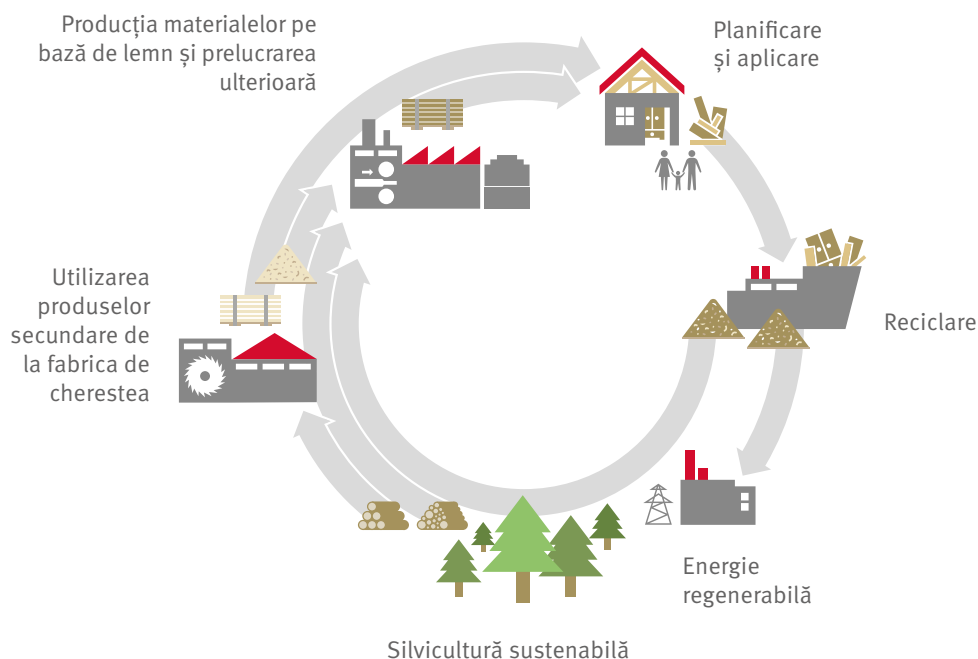 Producția materialelor pe
bază de lemn și prelucrarea
ulterioară
Planificare
și aplicare
Utilizarea
produselor
secundare de
la fabrica de
cherestea
Reciclare
Energie
regenerabilă
Silvicultură sustenabilă